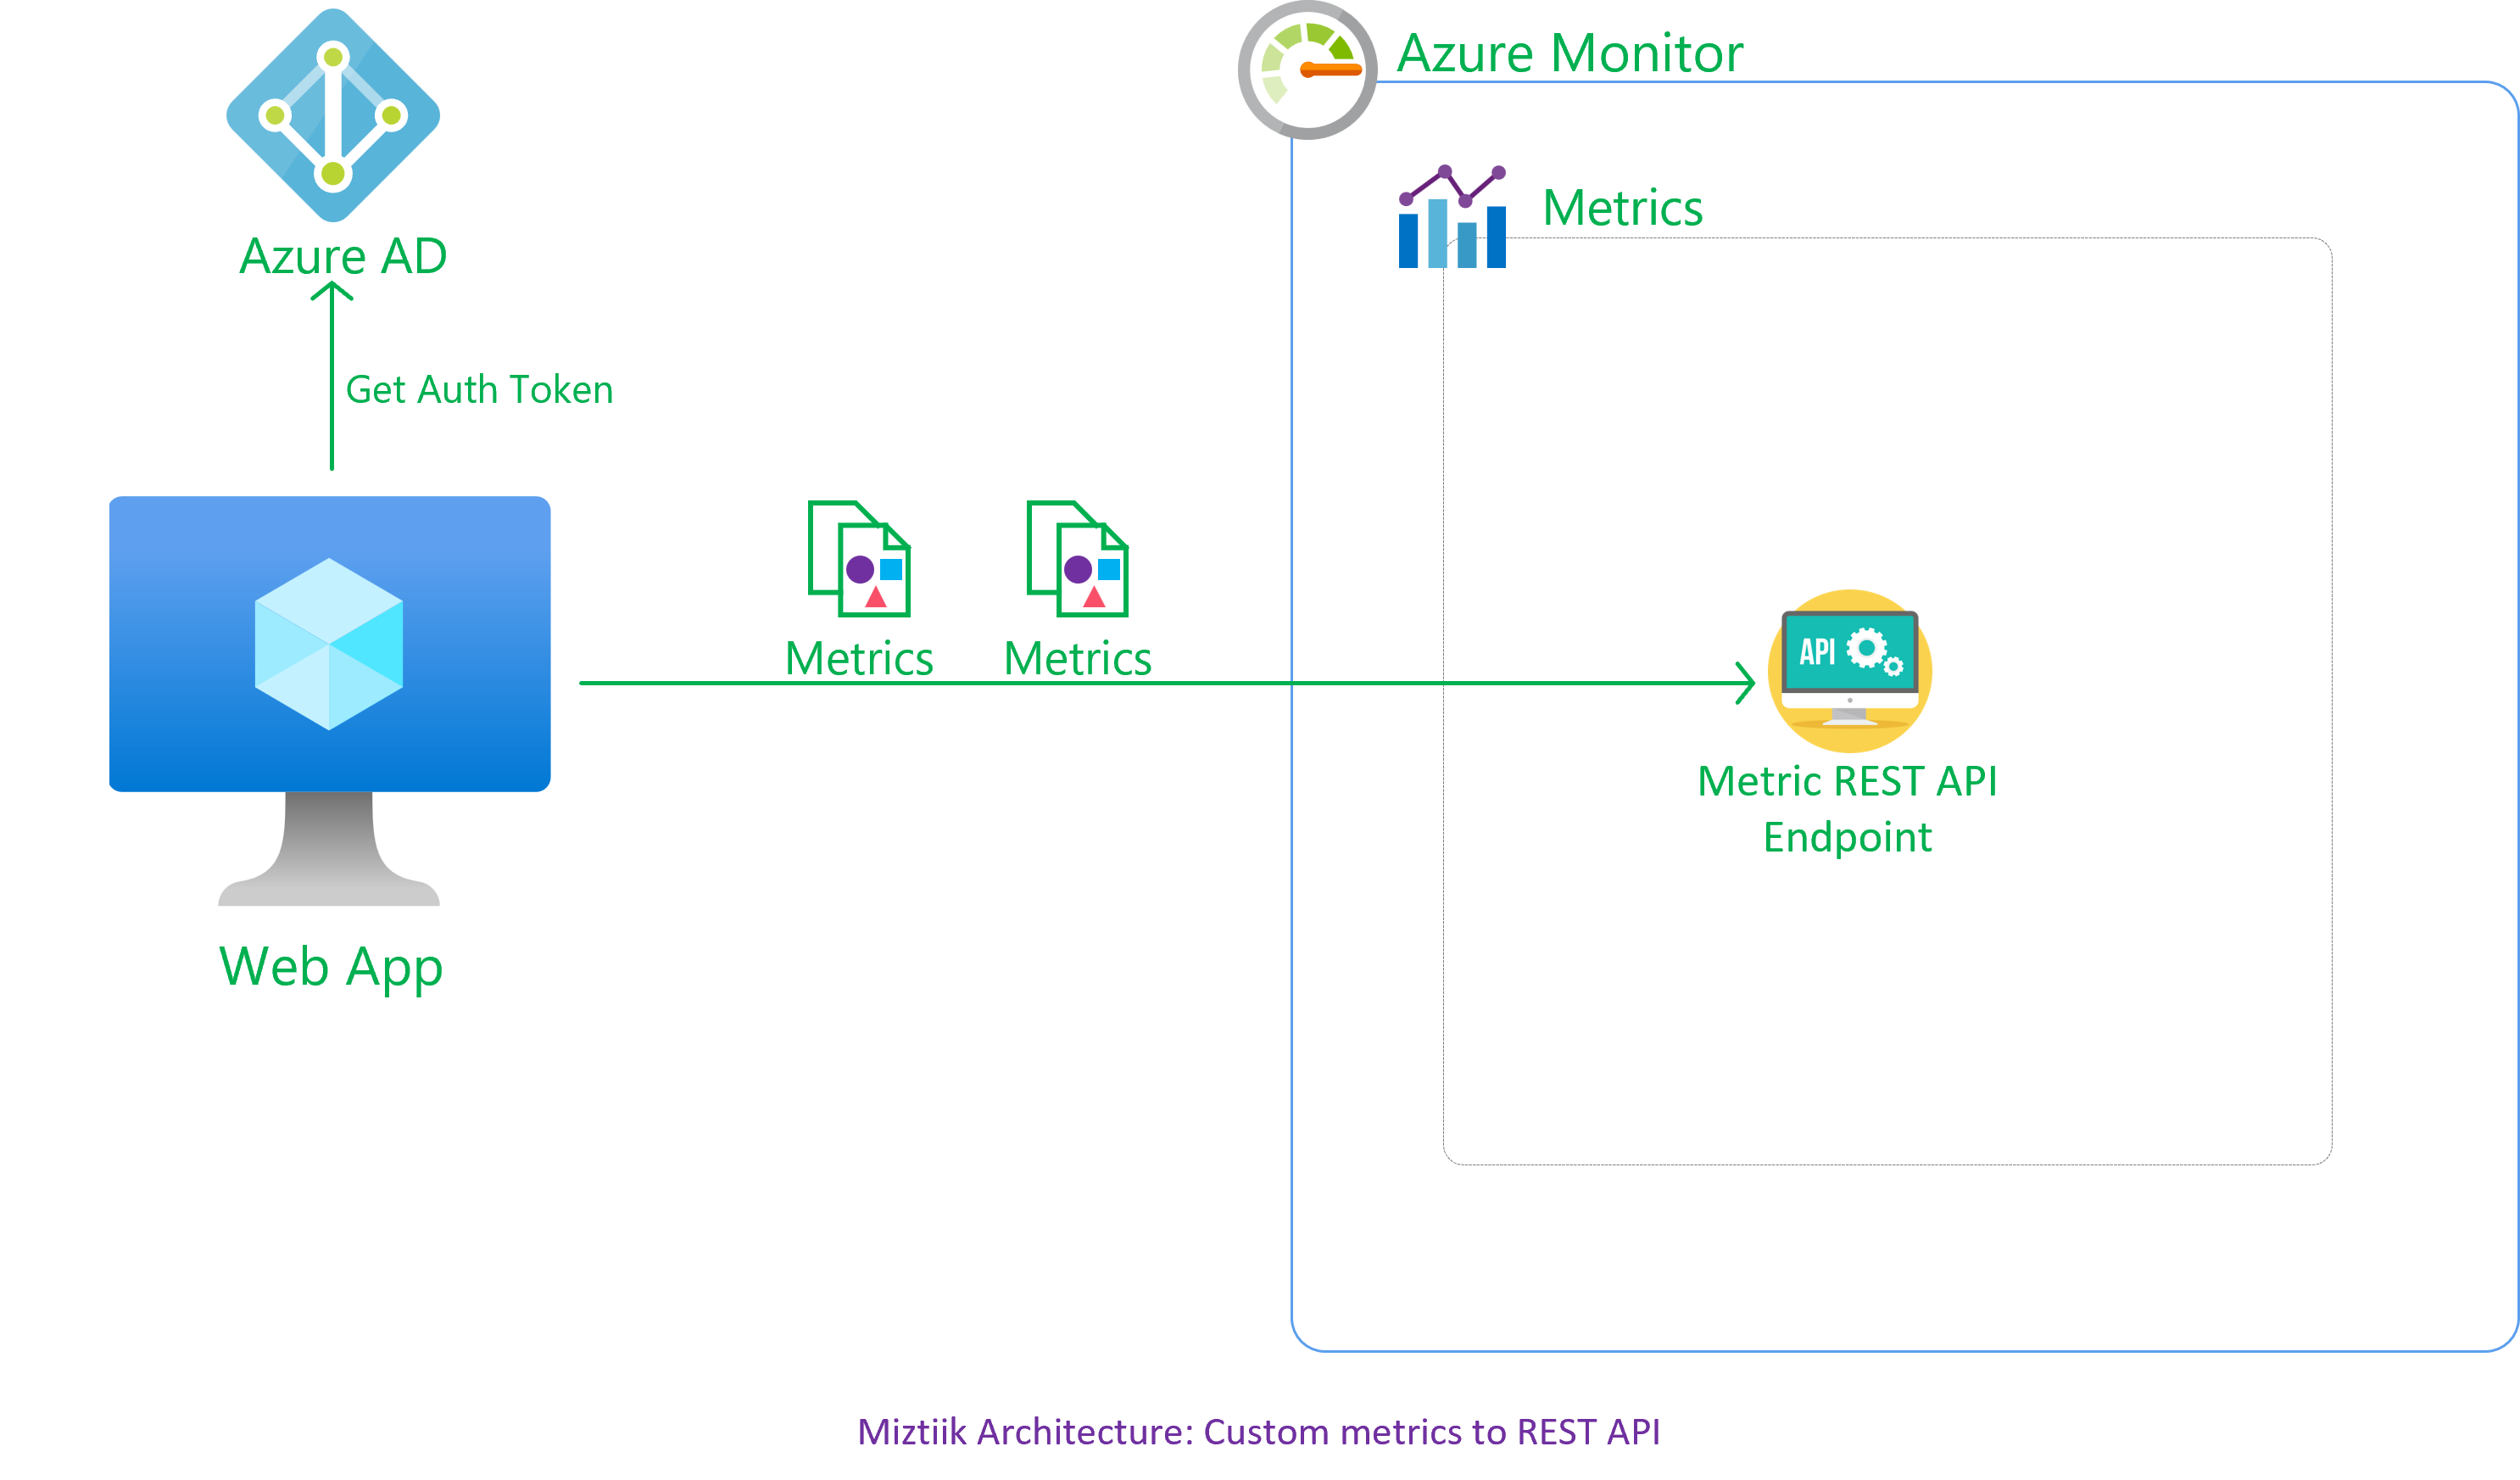 Azure Monitor
Metrics
Azure AD
Get Auth Token
Metrics
Metrics
API
Metric REST API
Endpoint
Web App
Miztiik Architecture: Custom metrics to REST API